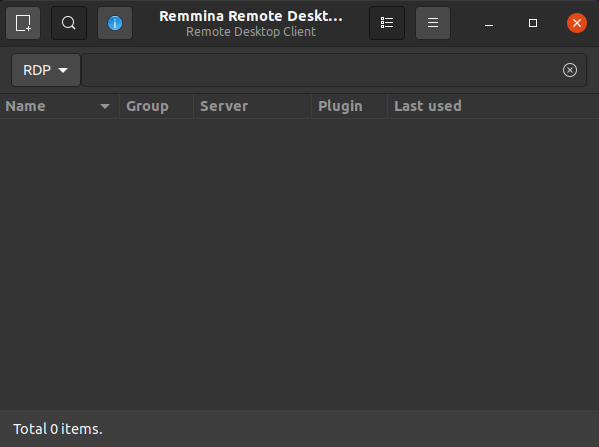 Remmina Remote Deskt...
Remote Desktop Client
RDP
Name Group Server Plugin Last used
Total 0 items.